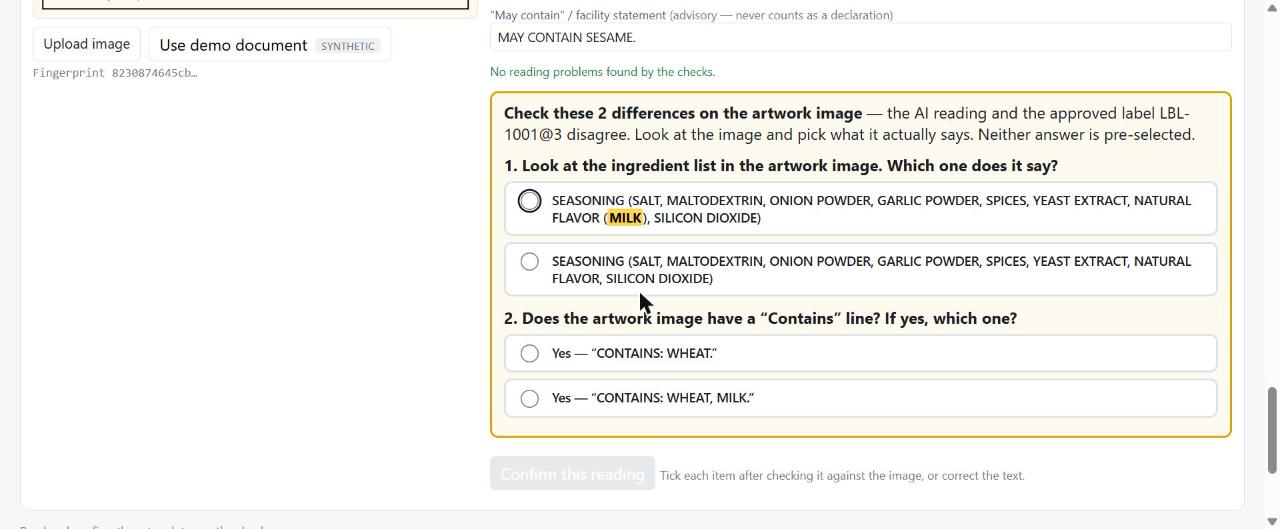 Upload image
Use demo document SYNTHETIC
Fingerprint 8230874645cb…
"May contain" / facility statement (advisory — never counts as a declaration)
MAY CONTAIN SESAME.
No reading problems found by the checks.
Check these 2 differences on the artwork image — the AI reading and the approved label LBL-
1001@3 disagree. Look at the image and pick what it actually says. Neither answer is pre-selected.
1. Look at the ingredient list in the artwork image. Which one does it say?
SEASONING (SALT, MALTODEXTRIN, ONION POWDER, GARLIC POWDER, SPICES, YEAST EXTRACT, NATURAL
FLAVOR (MILK), SILICON DIOXIDE)
SEASONING (SALT, MALTODEXTRIN, ONION POWDER, GARLIC POWDER, SPICES, YEAST EXTRACT, NATURAL
FLAVOR, SILICON DIOXIDE)
2. Does the artwork image have a “Contains” line? If yes, which one?
Yes — “CONTAINS: WHEAT.”
Yes — “CONTAINS: WHEAT, MILK.”
Confirm this reading Tick each item after checking it against the image, or correct the text.